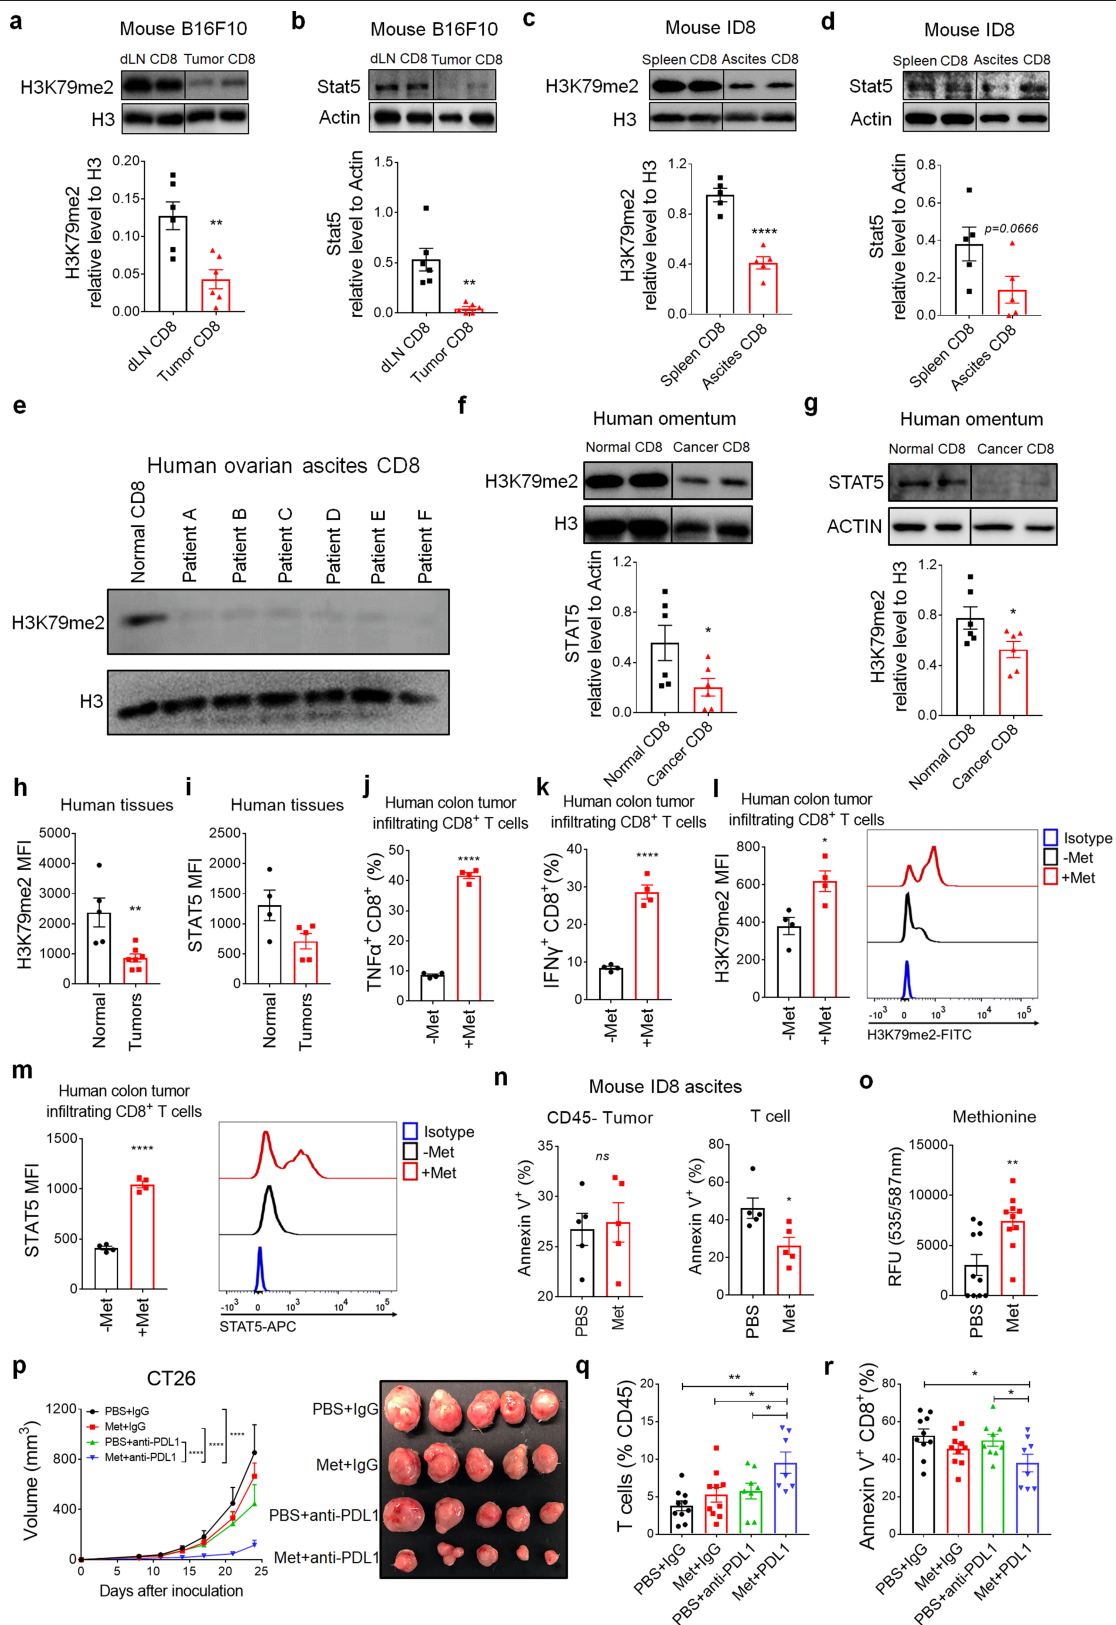 a
Mouse B16F10
dLN CD8 Tumor CD8
H3K79me2
H3
H3K79me2
relative level to H3
0.20
0.15
0.10
0.05
0.00
**
dLN CD8
Tumor CD8
b
Mouse B16F10
dLN CD8 Tumor CD8
Stat5
Actin
Stat5
relative level to Actin
1.5
1.0
0.5
0.0
**
dLN CD8
Tumor CD8
c
Mouse ID8
Spleen CD8 Ascites CD8
H3K79me2
H3
H3K79me2
relative level to H3
1.2
0.8
0.4
0.0
****
Spleen CD8
Ascites CD8
d
Mouse ID8
Spleen CD8 Ascites CD8
Stat5
Actin
Stat5
relative level to Actin
0.8
0.6
0.4
0.2
0.0
p=0.0666
Spleen CD8
Ascites CD8
e
Human ovarian ascites CD8
Normal CD8
Patient A
Patient B
Patient C
Patient D
Patient E
Patient F
H3K79me2
H3
f
Human omentum
Normal CD8 Cancer CD8
H3K79me2
H3
STAT5
relative level to Actin
1.2
0.8
0.4
0.0
*
Normal CD8
Cancer CD8
g
Human omentum
Normal CD8 Cancer CD8
STAT5
ACTIN
H3K79me2
relative level to H3
1.2
0.8
0.4
0.0
*
Normal CD8
Cancer CD8
h
Human tissues
H3K79me2 MFI
5000
4000
3000
2000
1000
0
**
Normal
Tumors
i
Human tissues
STAT5 MFI
2500
2000
1500
1000
500
0
Normal
Tumors
j
Human colon tumor
infiltrating CD8⁺ T cells
TNFα⁺ CD8⁺ (%)
50
40
30
20
10
0
****
-Met
+Met
k
Human colon tumor
infiltrating CD8⁺ T cells
IFNγ⁺ CD8⁺ (%)
40
30
20
10
0
****
-Met
+Met
l
Human colon tumor
infiltrating CD8⁺ T cells
H3K79me2 MFI
800
600
400
200
0
*
-Met
+Met
Isotype
-Met
+Met
-10³ 0 10³ 10⁴ 10⁵
H3K79me2-FITC
m
Human colon tumor
infiltrating CD8⁺ T cells
STAT5 MFI
1500
1000
500
0
****
-Met
+Met
Isotype
-Met
+Met
-10³ 0 10³ 10⁴ 10⁵
STAT5-APC
n
Mouse ID8 ascites
CD45- Tumor
Annexin V⁺ (%)
35
30
25
20
ns
PBS
Met
T cell
Annexin V⁺ (%)
80
60
40
20
0
*
PBS
Met
o
Methionine
RFU (535/587nm)
15000
10000
5000
0
**
PBS
Met
p
CT26
Volume (mm³)
1200
800
400
0
PBS+IgG
Met+IgG
PBS+anti-PDL1
Met+anti-PDL1
****
****
****
0 5 10 15 20 25
Days after inoculation
PBS+IgG
Met+IgG
PBS+anti-PDL1
Met+anti-PDL1
q
T cells (% CD45)
20
15
10
5
0
**
*
*
PBS+IgG
Met+IgG
PBS+anti-PDL1
Met+PDL1
r
Annexin V⁺ CD8⁺(%)
80
60
40
20
0
*
*
PBS+IgG
Met+IgG
PBS+anti-PDL1
Met+PDL1